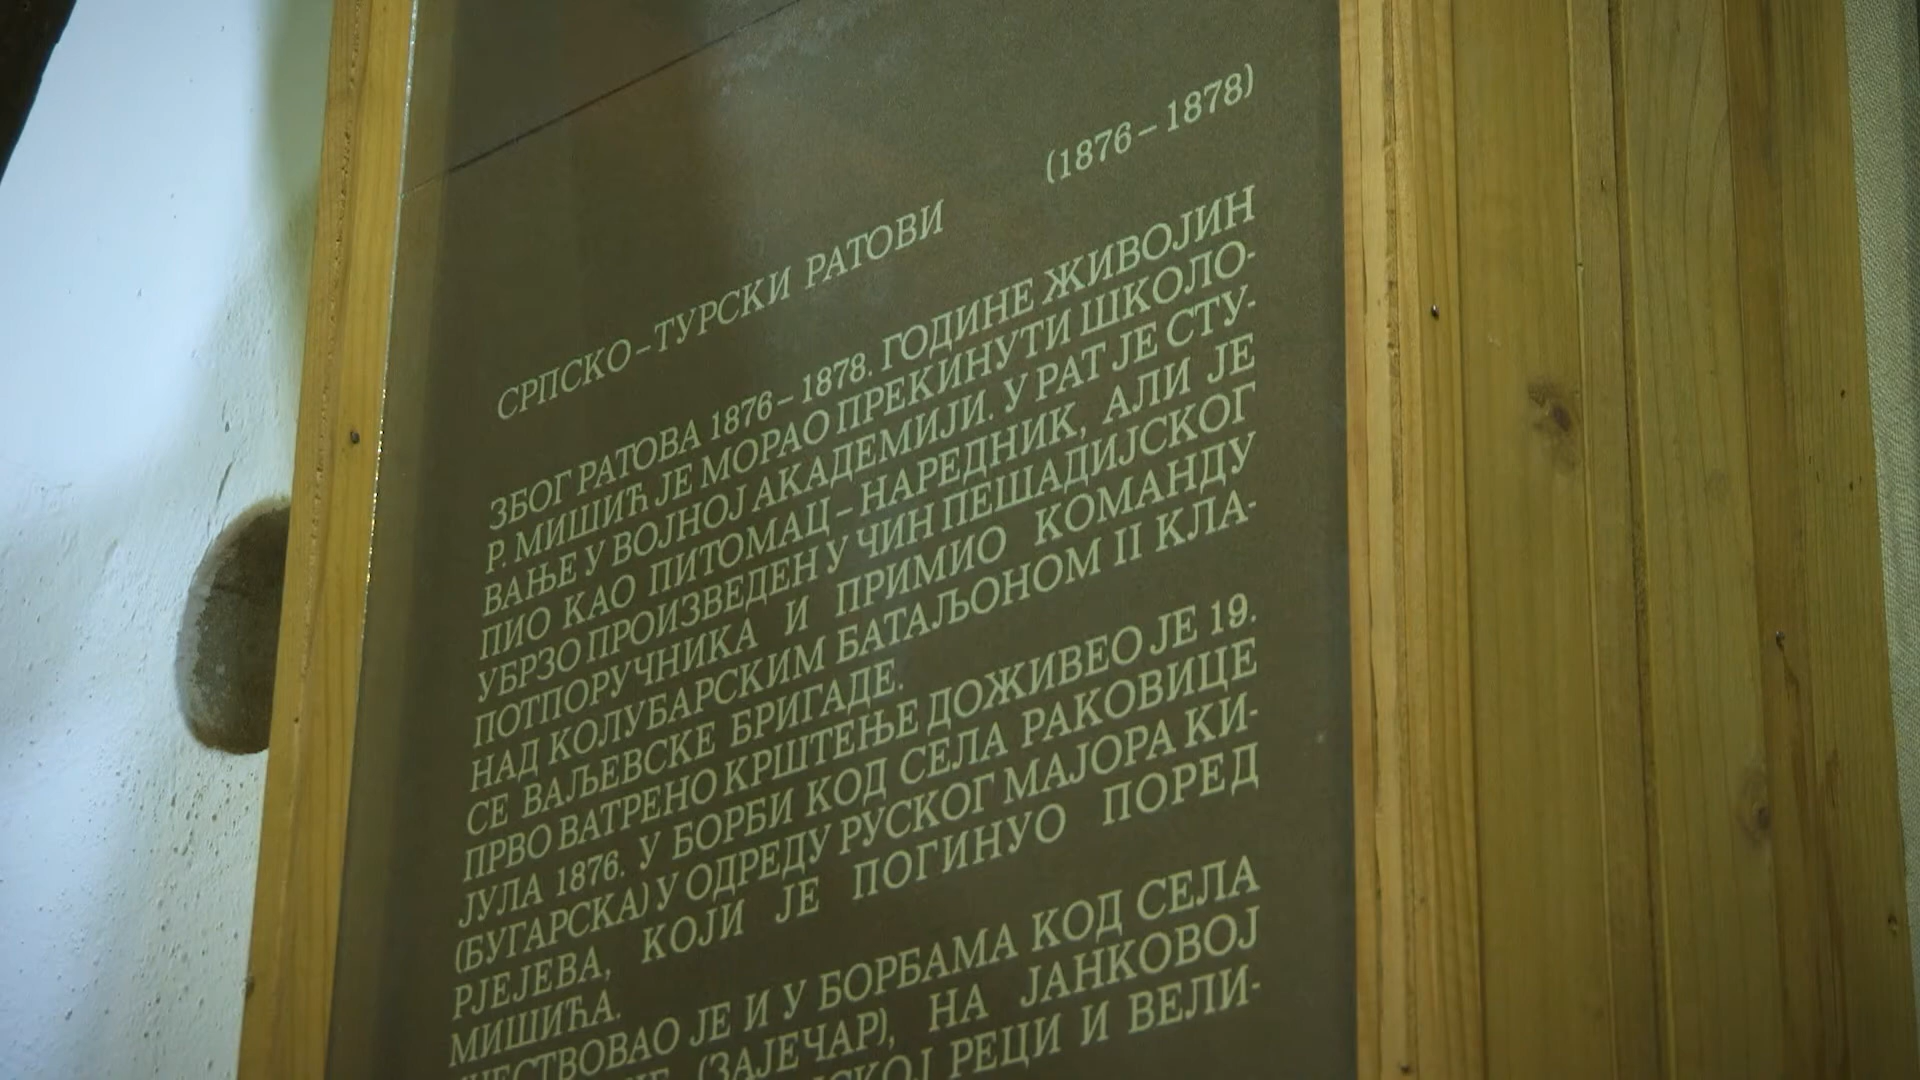 СРПСКО – ТУРСКИ РАТОВИ (1876 – 1878)
ЗБОГ РАТОВА 1876 – 1878. ГОДИНЕ ЖИВОЈИН
Р. МИШИЋ ЈЕ МОРАО ПРЕКИНУТИ ШКОЛО-
ВАЊЕ У ВОЈНОЈ АКАДЕМИЈИ. У РАТ ЈЕ СТУ-
ПИО КАО ПИТОМАЦ – НАРЕДНИК, АЛИ ЈЕ
УБРЗО ПРОИЗВЕДЕН У ЧИН ПЕШАДИЈСКОГ
ПОТПОРУЧНИКА И ПРИМИО КОМАНДУ
НАД КОЛУБАРСКИМ БАТАЉОНОМ II КЛА-
СЕ ВАЉЕВСКЕ БРИГАДЕ.
ПРВО ВАТРЕНО КРШТЕЊЕ ДОЖИВЕО ЈЕ 19.
ЈУЛА 1876. У БОРБИ КОД СЕЛА РАКОВИЦЕ
(БУГАРСКА) У ОДРЕДУ РУСКОГ МАЈОРА КИ-
РЈЕЈЕВА, КОЈИ ЈЕ ПОГИНУО ПОРЕД
МИШИЋА.
ЈЕ И У БОРБАМА КОД СЕЛА
(ЗАЈЕЧАР), НА ЈАНКОВОЈ
РЕЦИ И ВЕЛИ-